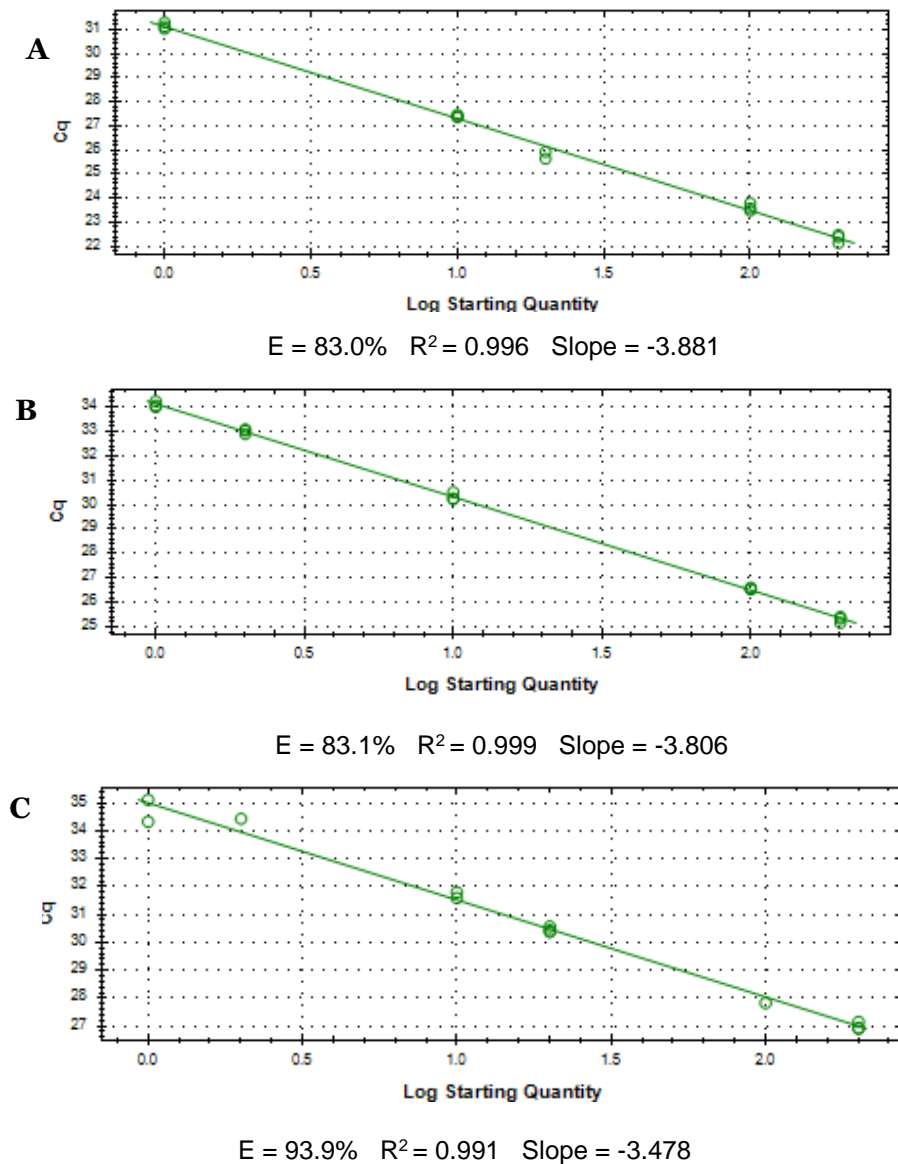 A
31
30
29
28
27
26
25
24
23
22
Cq
0.0 0.5 1.0 1.5 2.0
Log Starting Quantity
E = 83.0% R² = 0.996 Slope = -3.881
B
34
33
32
31
30
29
28
27
26
25
Cq
0.0 0.5 1.0 1.5 2.0
Log Starting Quantity
E = 83.1% R² = 0.999 Slope = -3.806
C
35
34
33
32
31
30
29
28
27
Cq
0.0 0.5 1.0 1.5 2.0
Log Starting Quantity
E = 93.9% R² = 0.991 Slope = -3.478